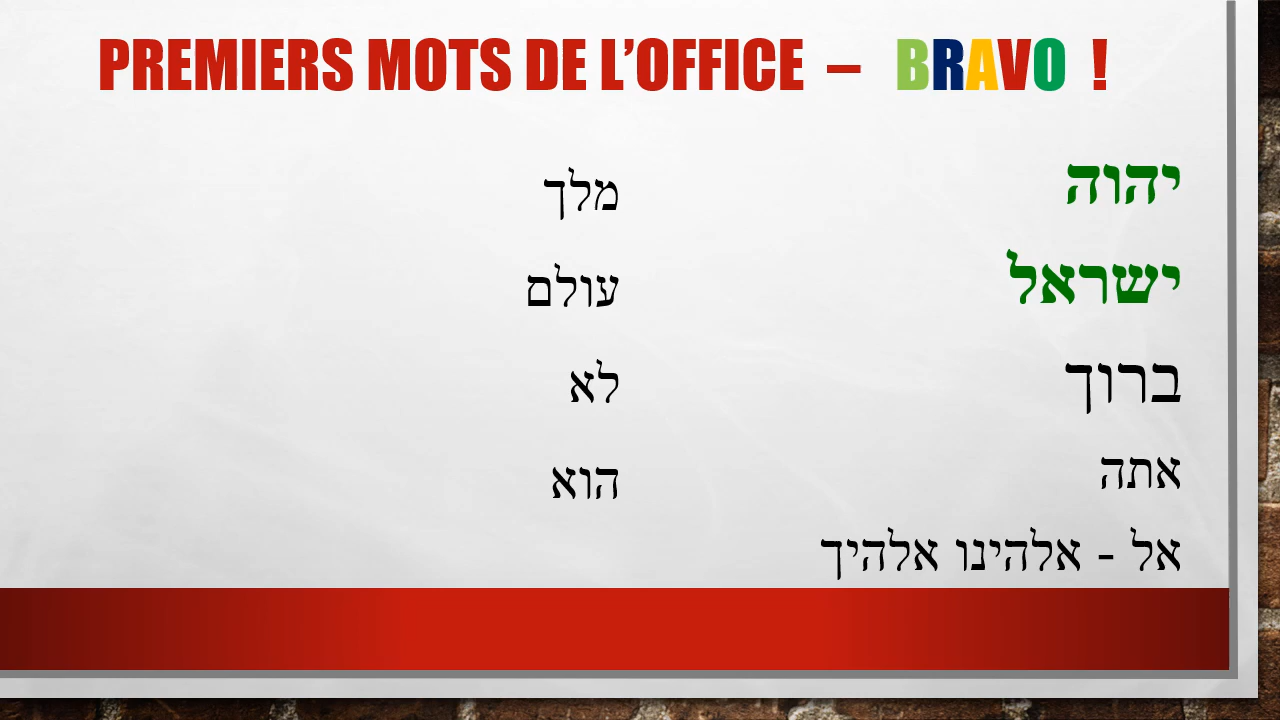 PREMIERS MOTS DE L’OFFICE – BRAVO !
יהוה
ישראל
ברוך
אתה
אל - אלהינו אלהיך
מלך
עולם
לא
הוא